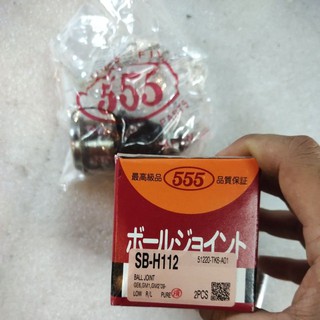 555
最高級品 555 品質保証
ボールジョイント
SB-H112
51220-TK6-A01
BALL JOINT
LOW R/L PURE
2PCS